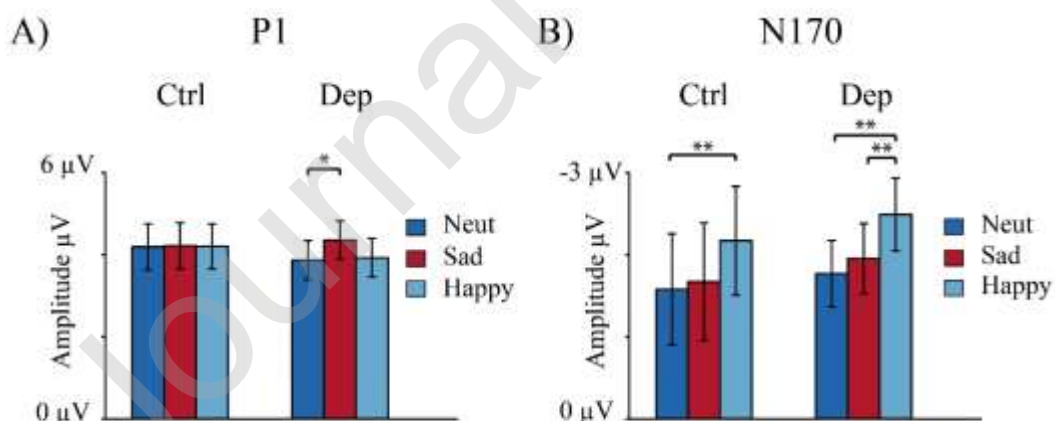 A) P1
Ctrl Dep
6 µV
*
Amplitude µV
Neut
Sad
Happy
0 µV
B) N170
Ctrl Dep
-3 µV
**
**
**
Amplitude µV
Neut
Sad
Happy
0 µV
Journal